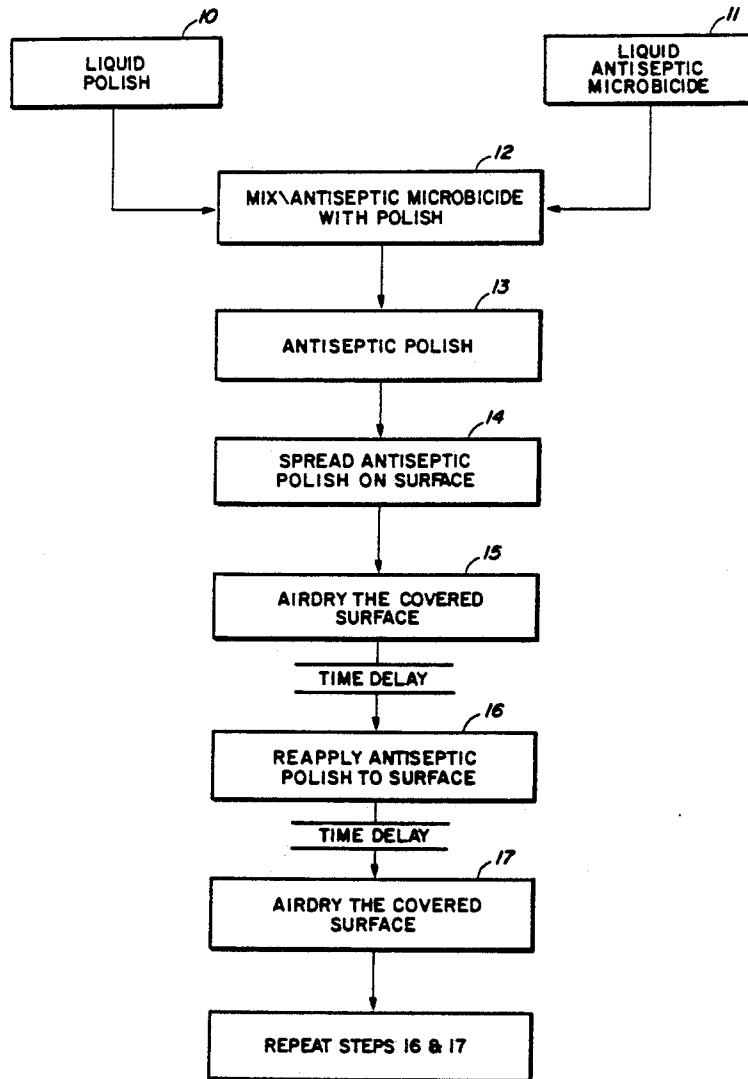 10
LIQUID
POLISH
11
LIQUID
ANTISEPTIC
MICROBICIDE
12
MIX\ANTISEPTIC MICROBICIDE
WITH POLISH
13
ANTISEPTIC POLISH
14
SPREAD ANTISEPTIC
POLISH ON SURFACE
15
AIRDRY THE COVERED
SURFACE
TIME DELAY
16
REAPPLY ANTISEPTIC
POLISH TO SURFACE
TIME DELAY
17
AIRDRY THE COVERED
SURFACE
REPEAT STEPS 16 & 17